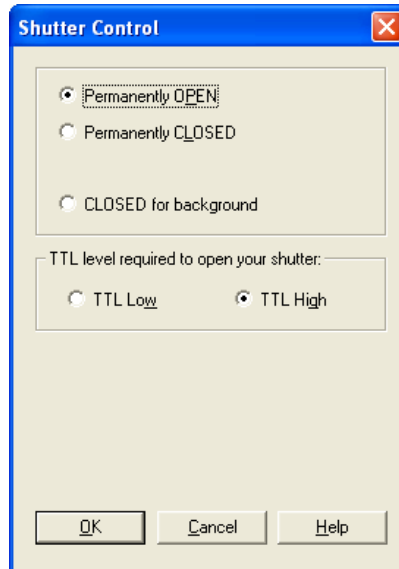 Shutter Control
Permanently OPEN
Permanently CLOSED
CLOSED for background
TTL level required to open your shutter:
TTL Low TTL High
OK Cancel Help